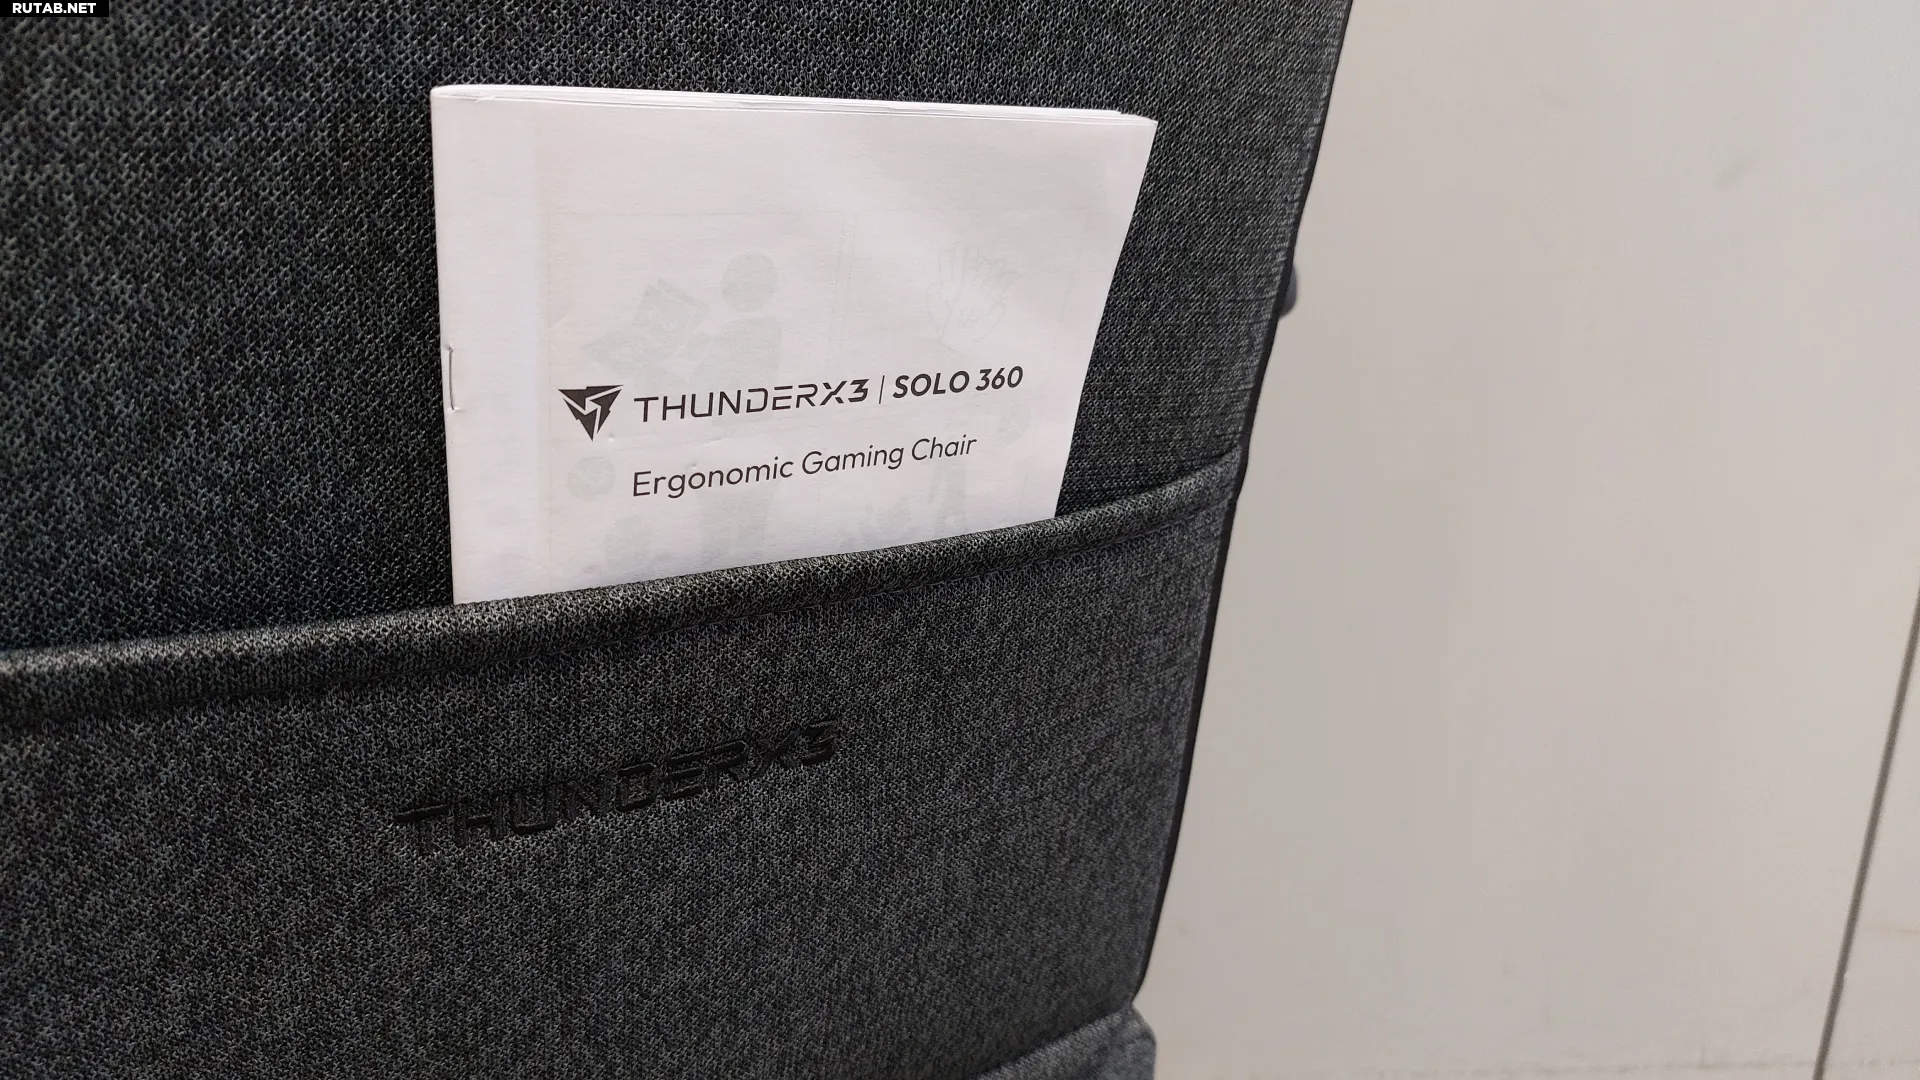 RUTAB.NET
THUNDERX3 | SOLO 360
Ergonomic Gaming Chair
THUNDERX3